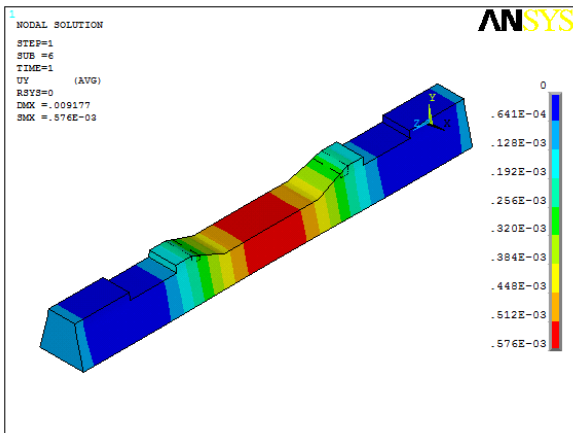 1
NODAL SOLUTION
ANSYS
STEP=1
SUB =6
TIME=1
UY (AVG)
RSYS=0
DMX =.009177
SMX =.576E-03
Y
Z X
0
.641E-04
.128E-03
.192E-03
.256E-03
.320E-03
.384E-03
.448E-03
.512E-03
.576E-03